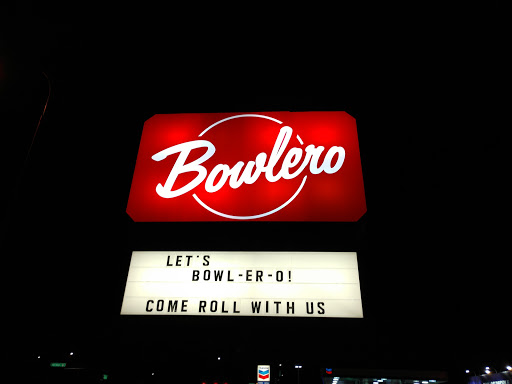 Bowlèro
LET'S
BOWL-ER-O!
COME ROLL WITH US